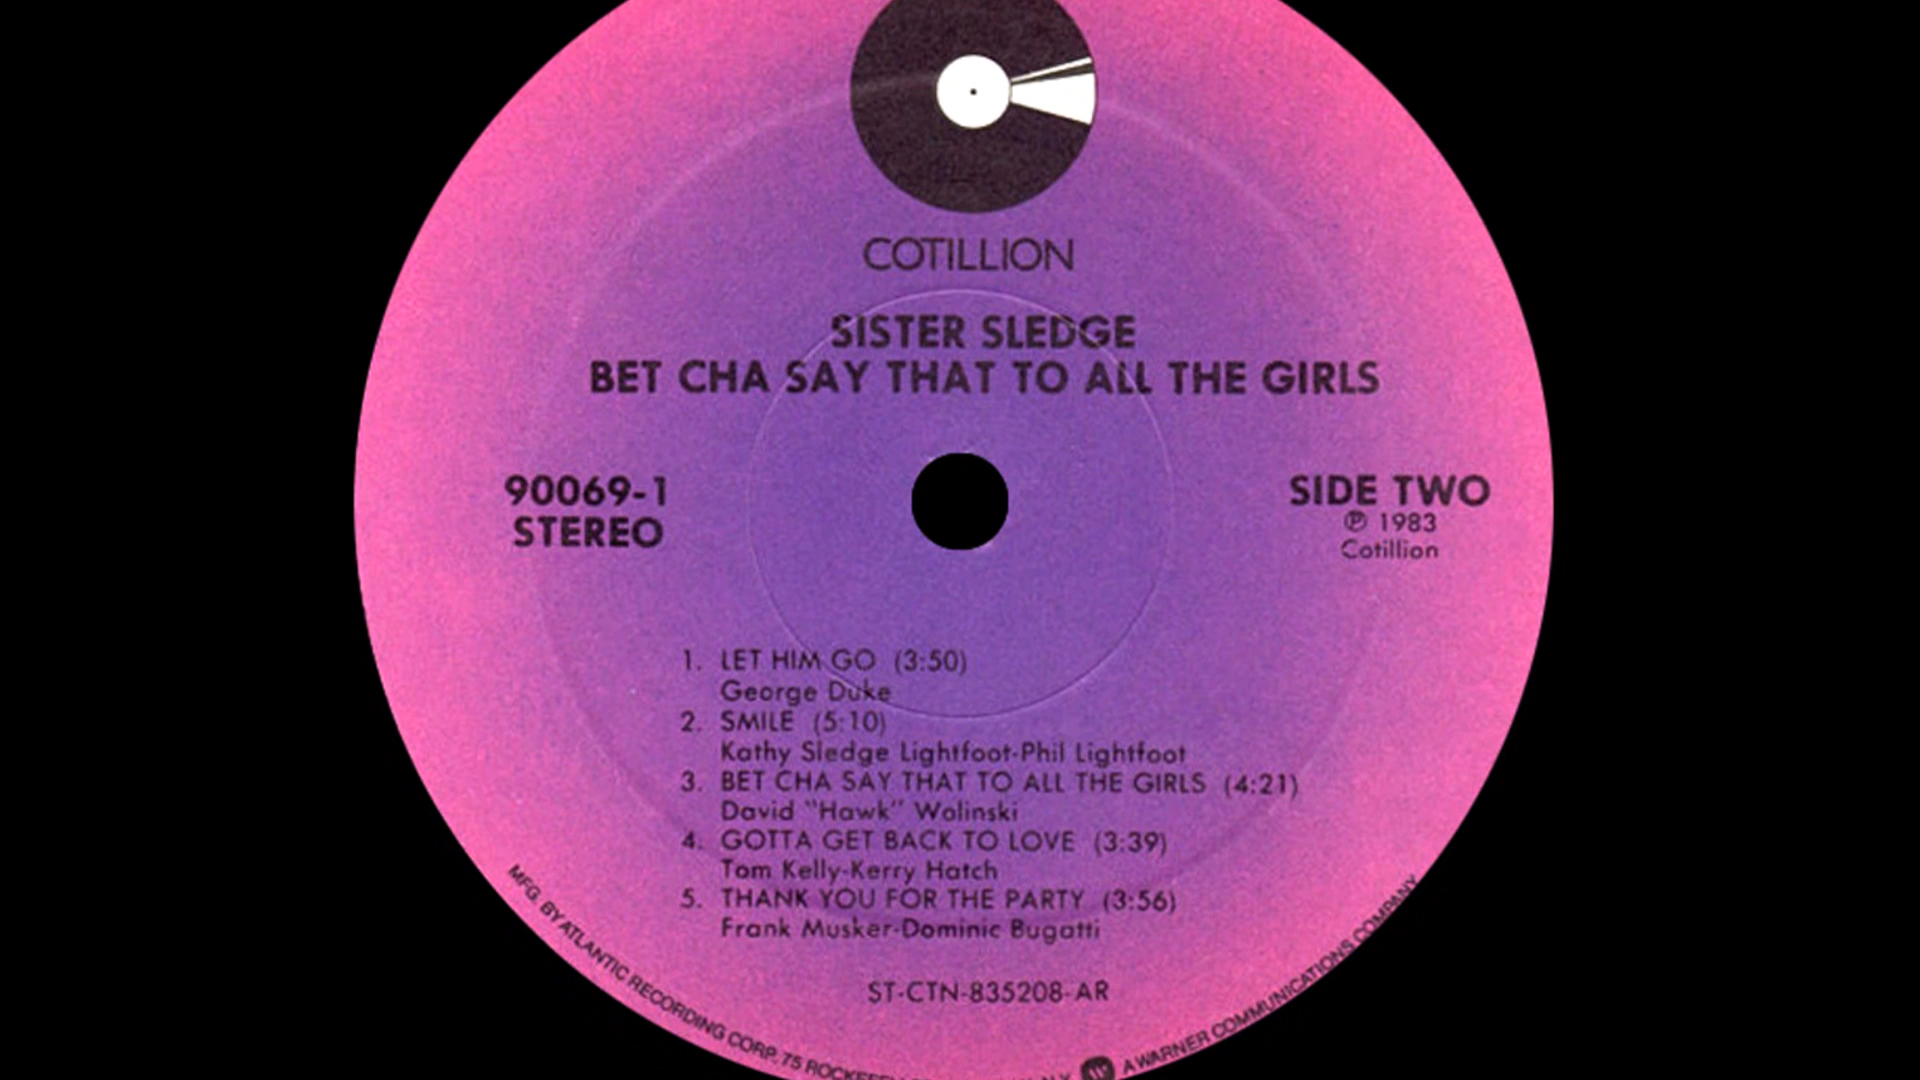 COTILLION
SISTER SLEDGE
BET CHA SAY THAT TO ALL THE GIRLS
90069-1
STEREO
SIDE TWO
℗ 1983
Cotillion
1. LET HIM GO (3:50)
George Duke
2. SMILE (5:10)
Kathy Sledge Lightfoot-Phil Lightfoot
3. BET CHA SAY THAT TO ALL THE GIRLS (4:21)
David "Hawk" Wolinski
4. GOTTA GET BACK TO LOVE (3:39)
Tom Kelly-Kerry Hatch
5. THANK YOU FOR THE PARTY (3:56)
Frank Musker-Dominic Bugatti
ST-CTN-835208-AR
MFG. BY ATLANTIC RECORDING CORP., 75
A WARNER COMMUNICATIONS COMPANY